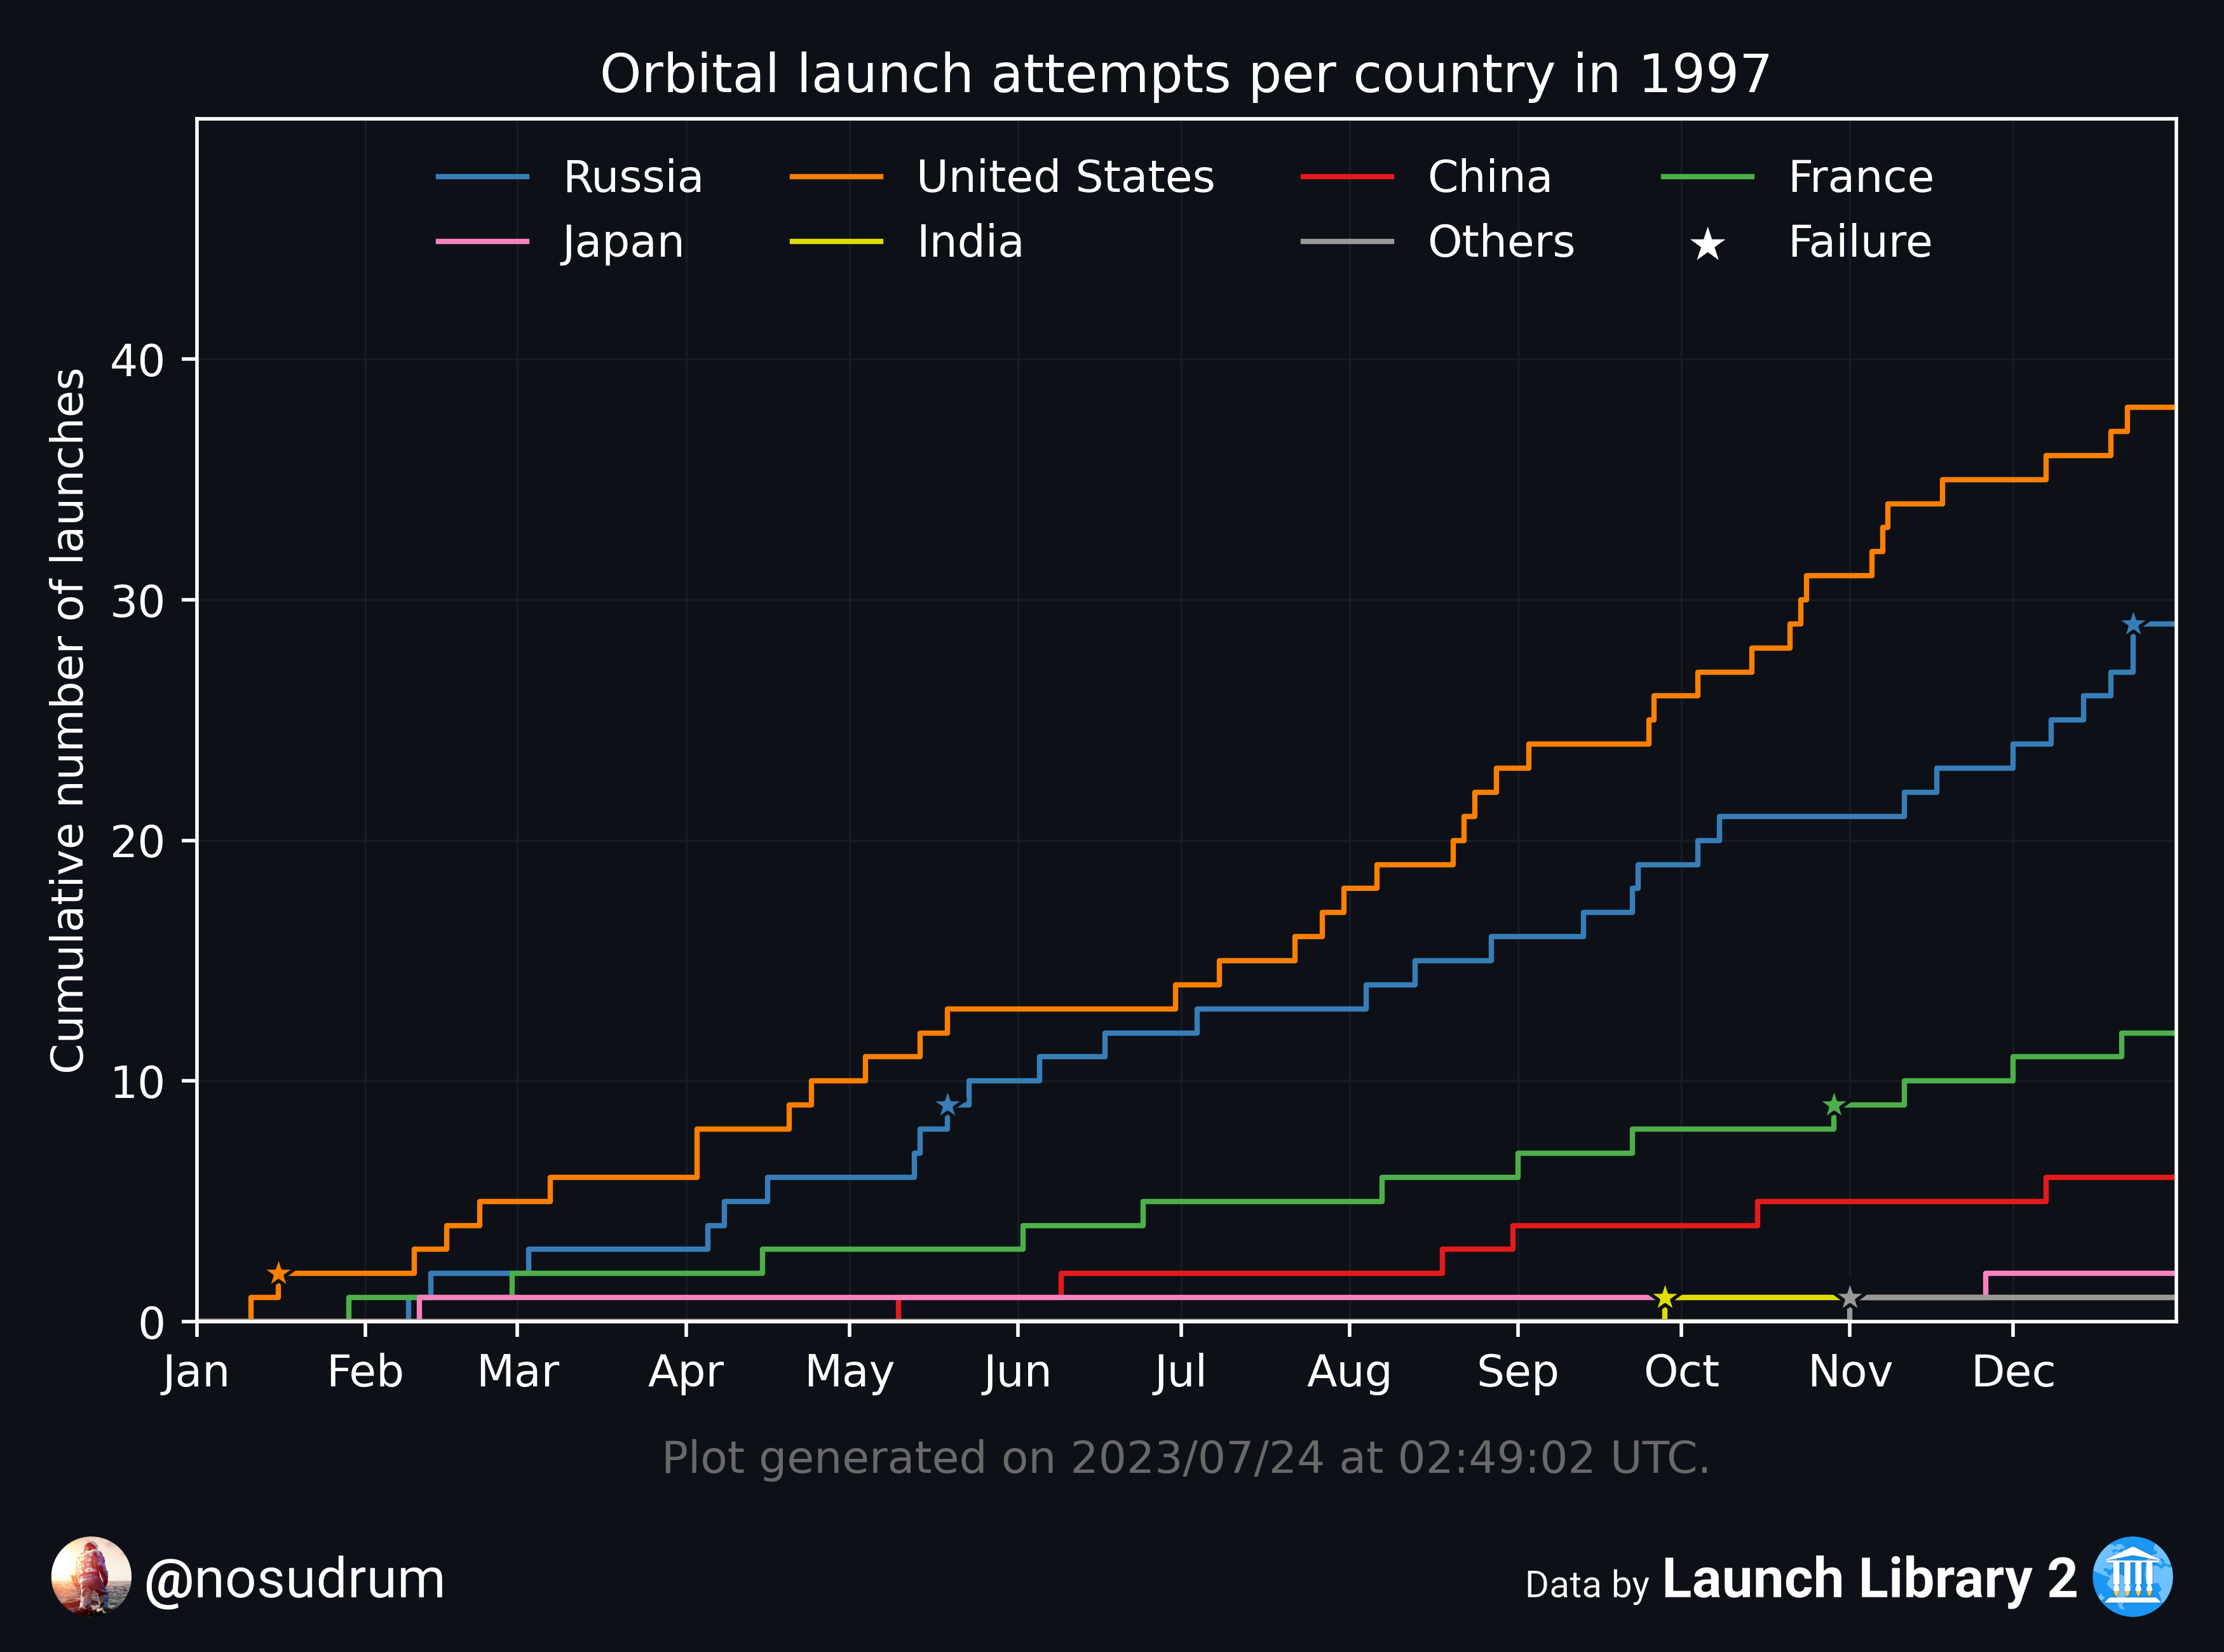 Orbital launch attempts per country in 1997
Russia United States China France
Japan India Others Failure
Cumulative number of launches
40
30
20
10
0
Jan Feb Mar Apr May Jun Jul Aug Sep Oct Nov Dec
Plot generated on 2023/07/24 at 02:49:02 UTC.
@nosudrum
Data by Launch Library 2